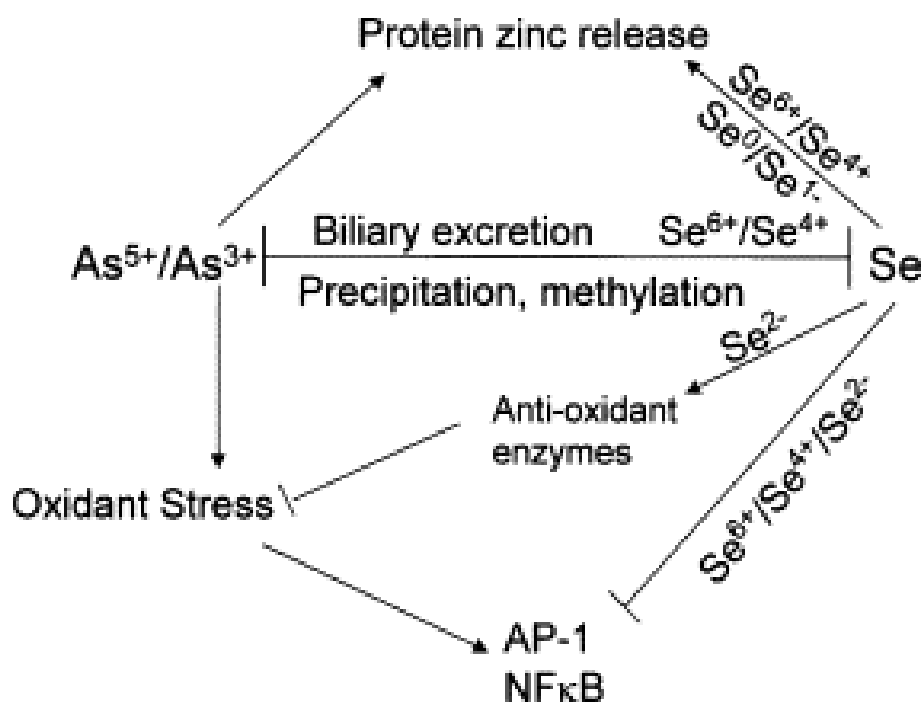 Protein zinc release
Se⁶⁺/Se⁴⁺
Se⁰/Se¹⁻
Biliary excretion Se⁶⁺/Se⁴⁺
As⁵⁺/As³⁺ Se
Precipitation, methylation
Se²⁻
Anti-oxidant
enzymes
Se⁶⁺/Se⁴⁺/Se²⁻
Oxidant Stress
AP-1
NFκB